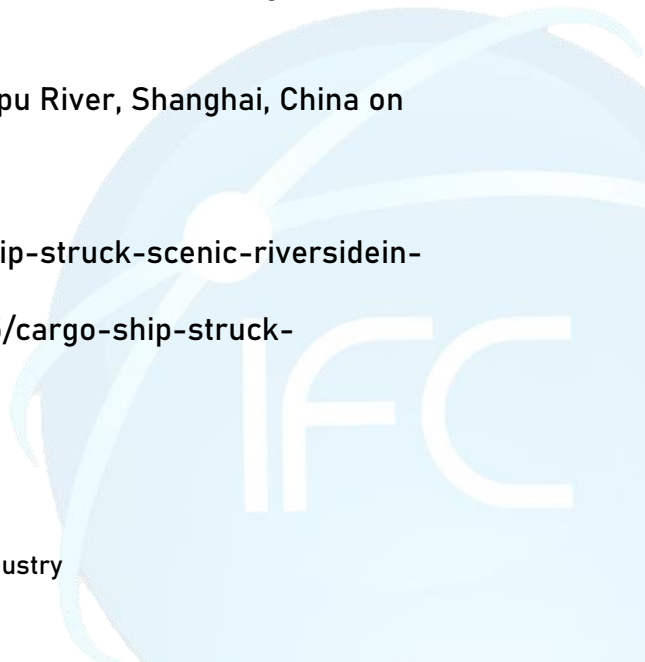 pu River, Shanghai, China on
ip-struck-scenic-riversidein-
/cargo-ship-struck-
IFC
ustry